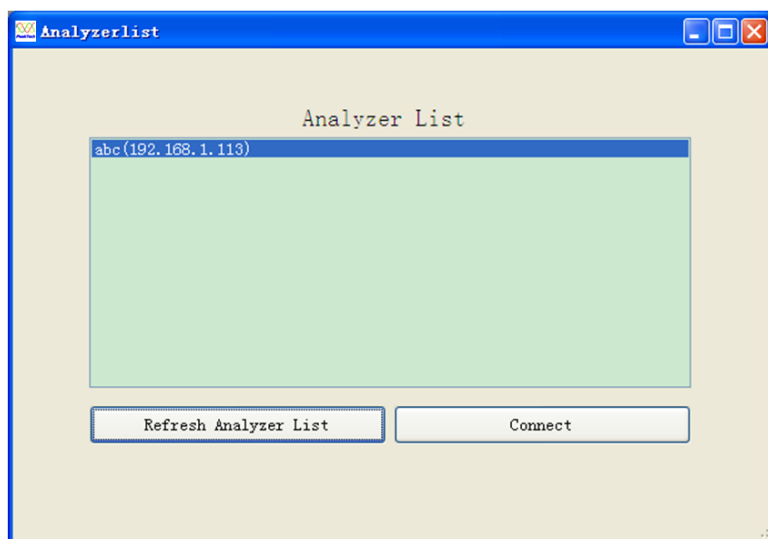 Analyzerlist
Analyzer List
abc(192.168.1.113)
Refresh Analyzer List
Connect